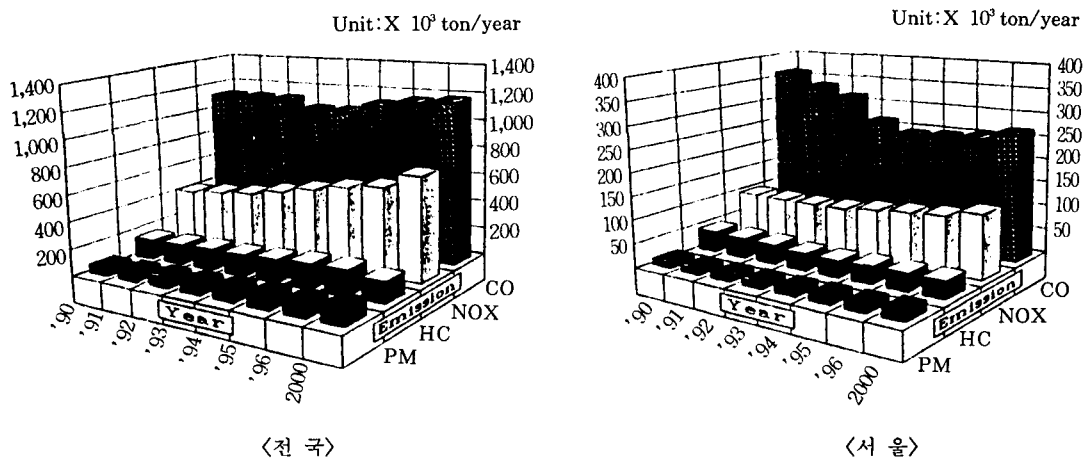 Unit:X 10³ ton/year
1,400
1,200
1,000
800
600
400
200
1,400
1,200
1,000
800
600
400
200
'90
'91
'92
'93
'94
'95
'96
2000
Year
Emission
PM
HC
NOX
CO
〈전 국〉
Unit:X 10³ ton/year
400
350
300
250
200
150
100
50
400
350
300
250
200
150
100
50
'90
'91
'92
'93
'94
'95
'96
2000
Year
Emission
PM
HC
NOX
CO
〈서 울〉